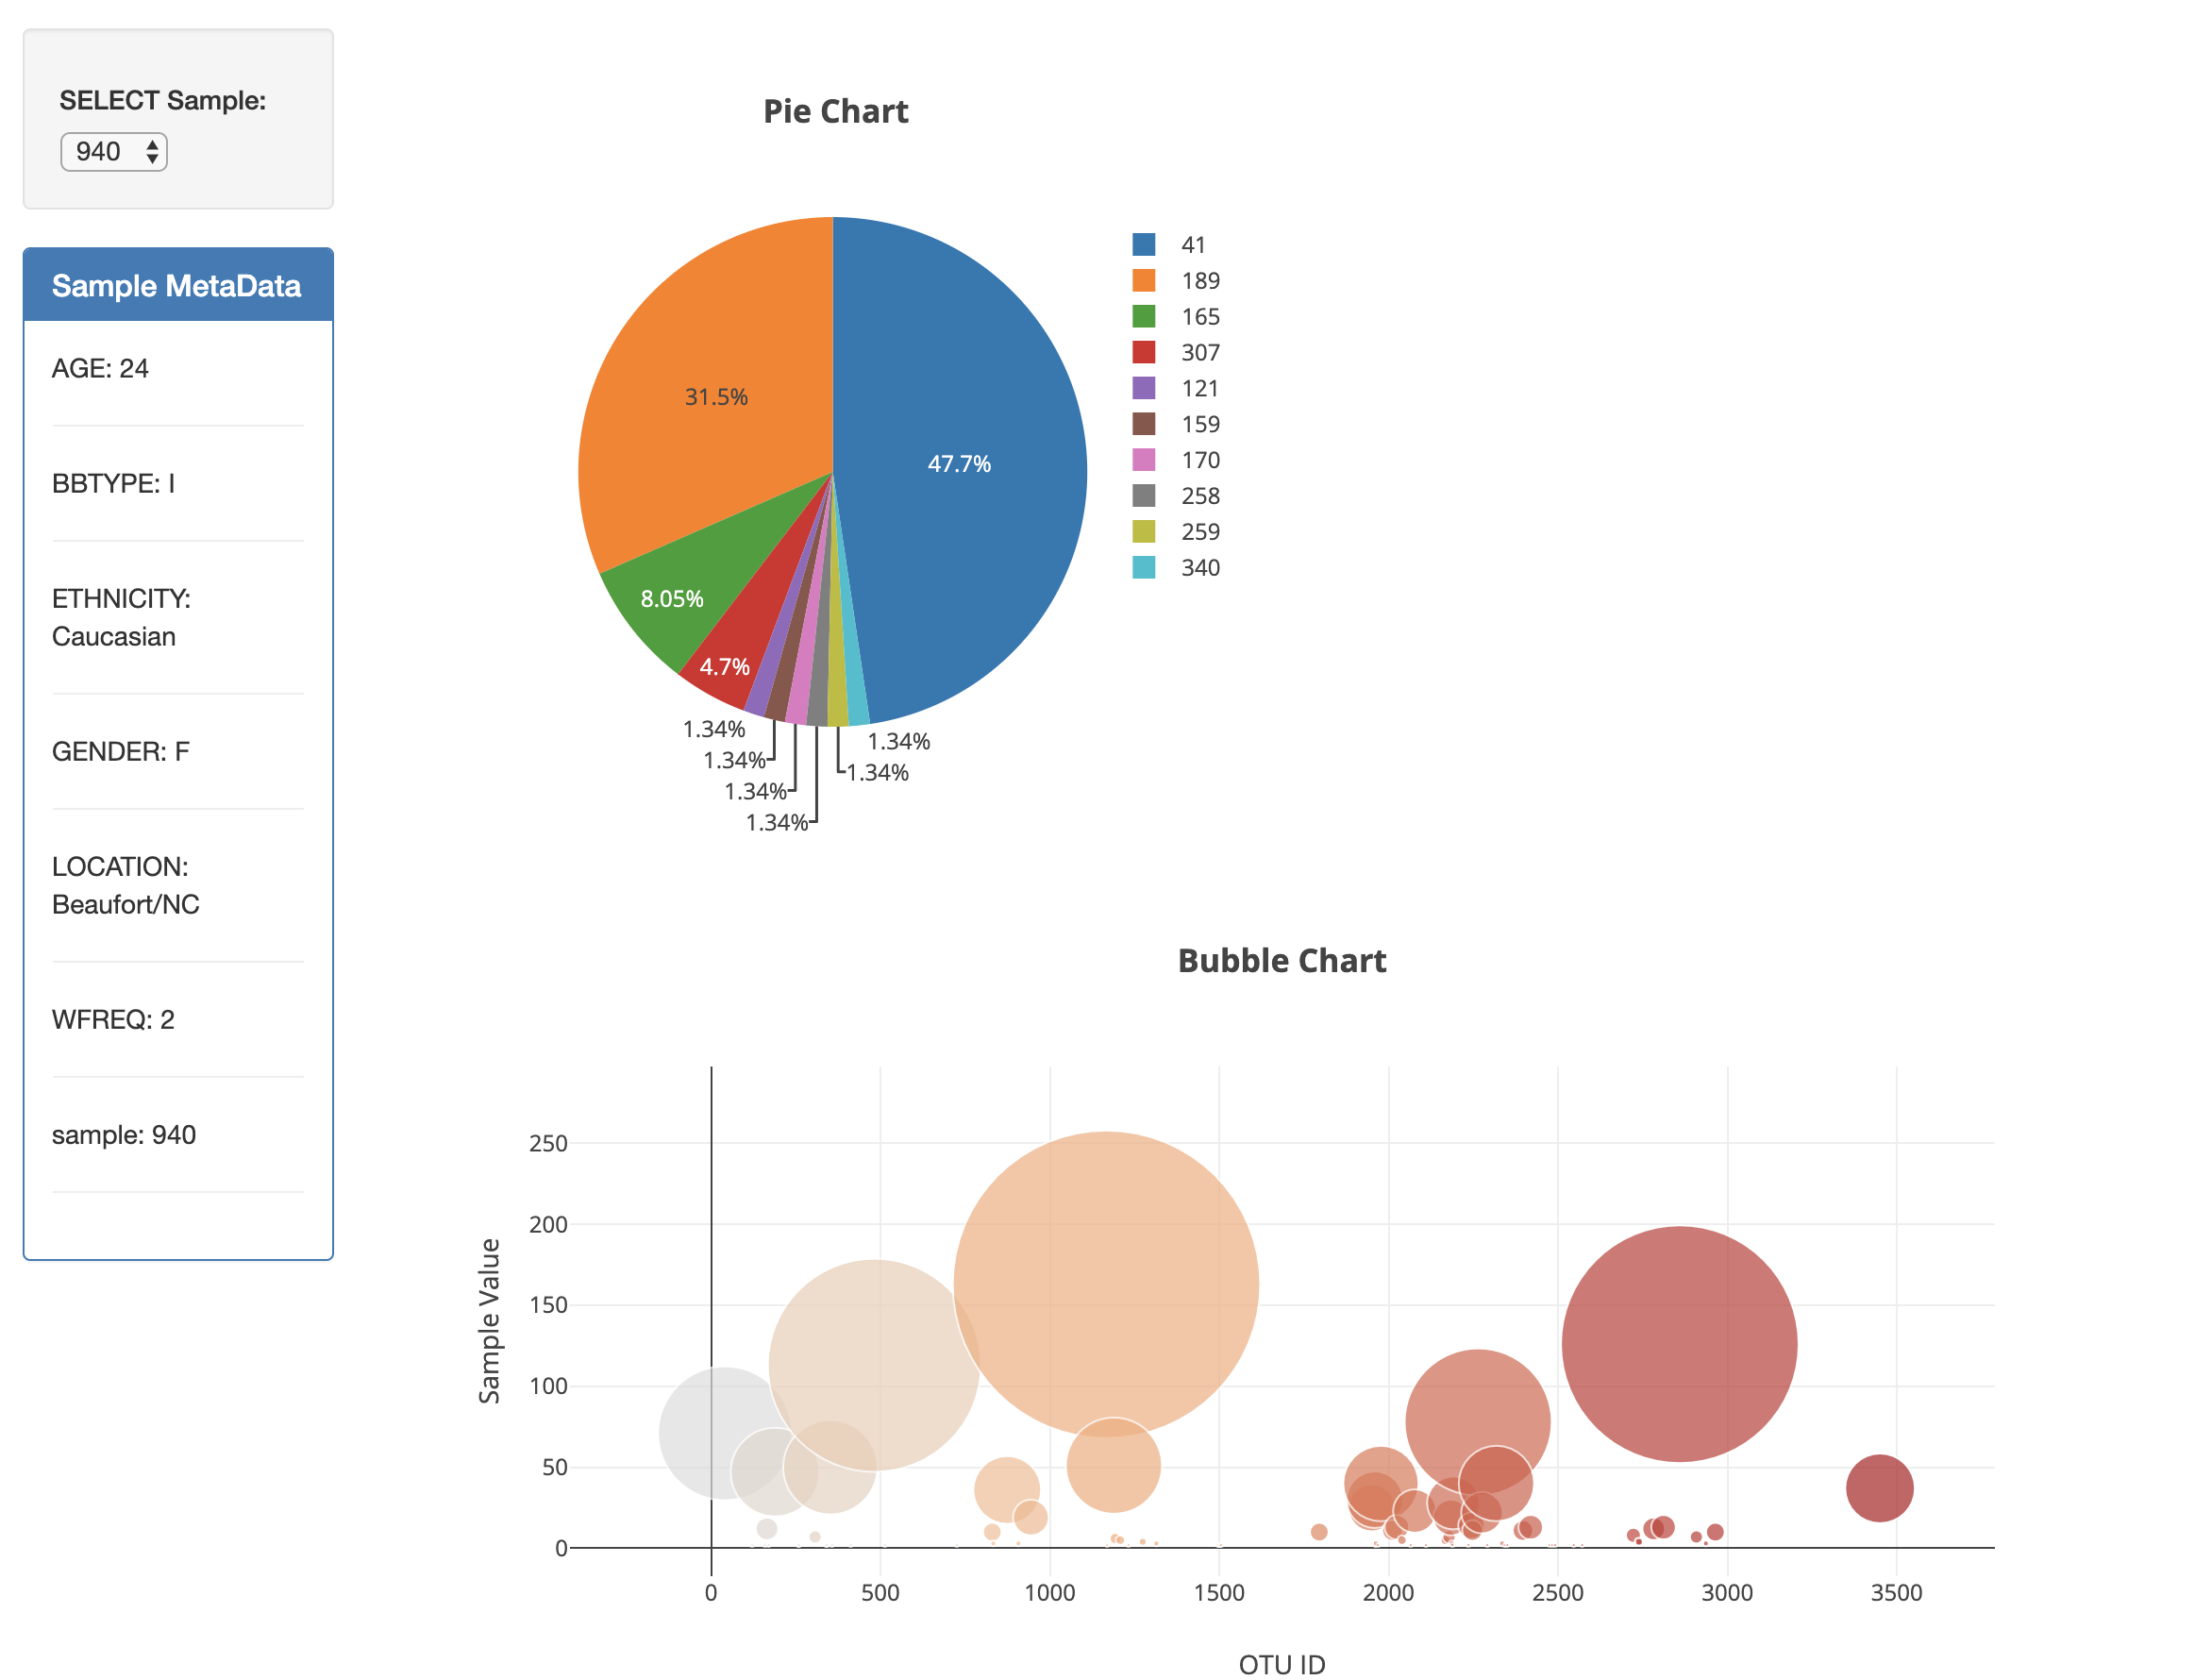 SELECT Sample:
940
Sample MetaData
AGE: 24
BBTYPE: I
ETHNICITY:
Caucasian
GENDER: F
LOCATION:
Beaufort/NC
WFREQ: 2
sample: 940
Pie Chart
47.7%
31.5%
8.05%
4.7%
1.34%
1.34%
1.34%
1.34%
1.34%
1.34%
41
189
165
307
121
159
170
258
259
340
Bubble Chart
Sample Value
250
200
150
100
50
0
0 500 1000 1500 2000 2500 3000 3500
OTU ID